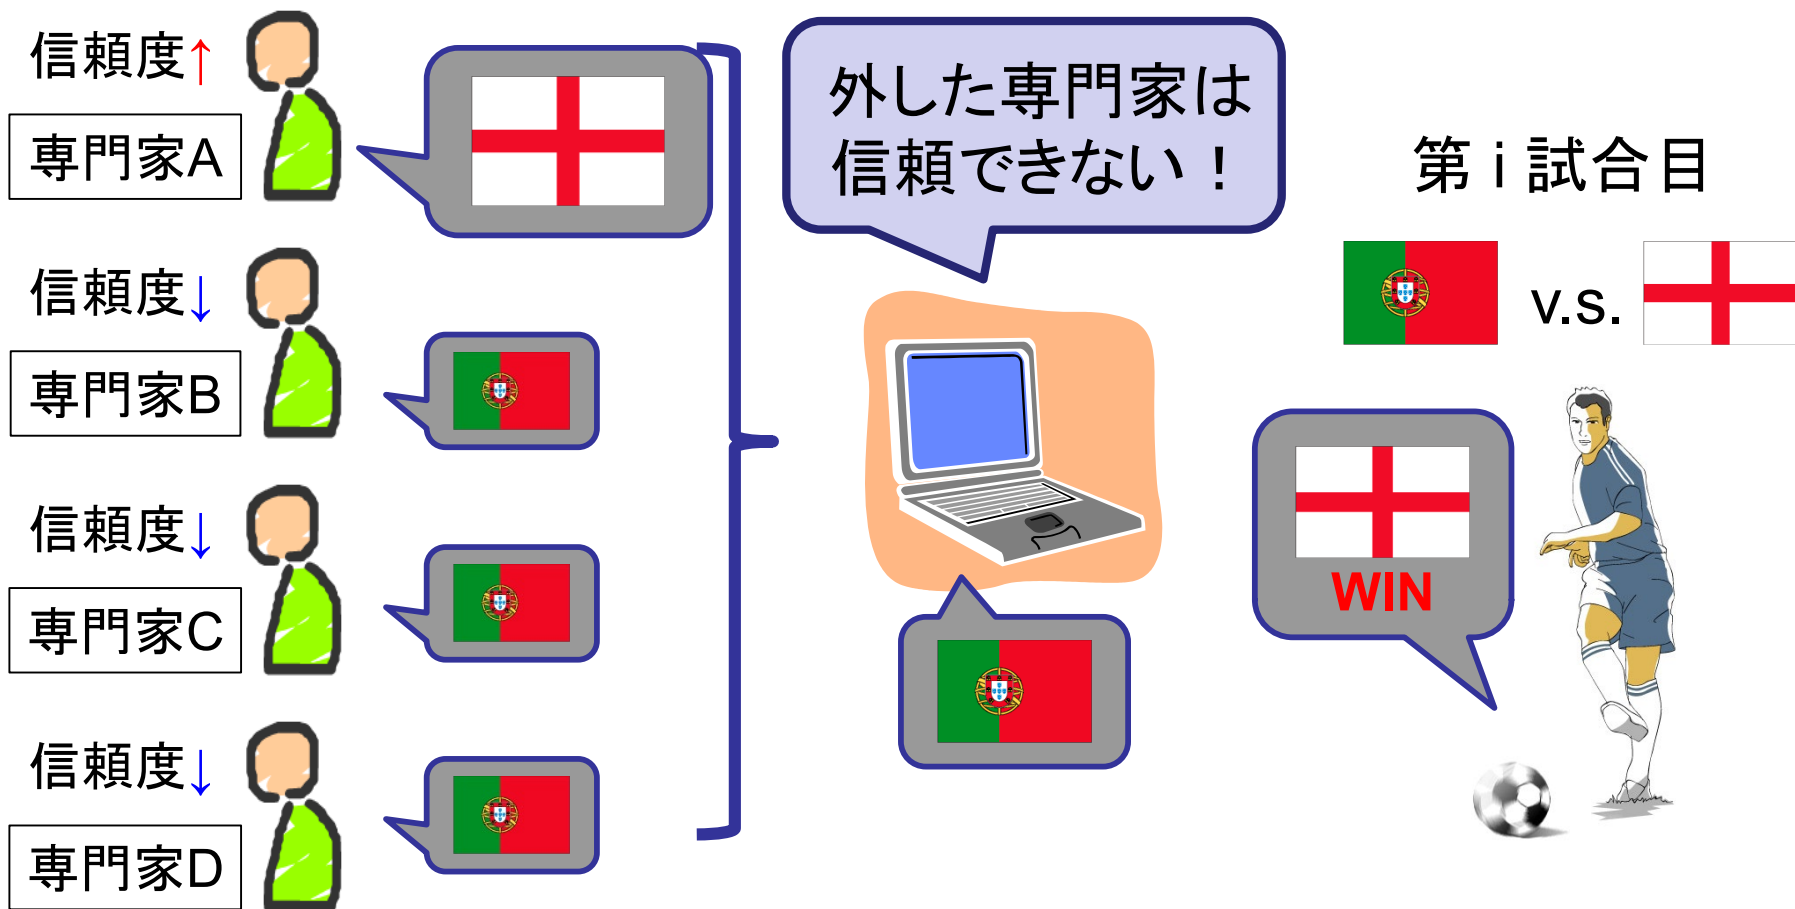 信頼度↑
専門家A
信頼度↓
専門家B
信頼度↓
専門家C
信頼度↓
専門家D
外した専門家は
信頼できない！
第 i 試合目
v.s.
WIN